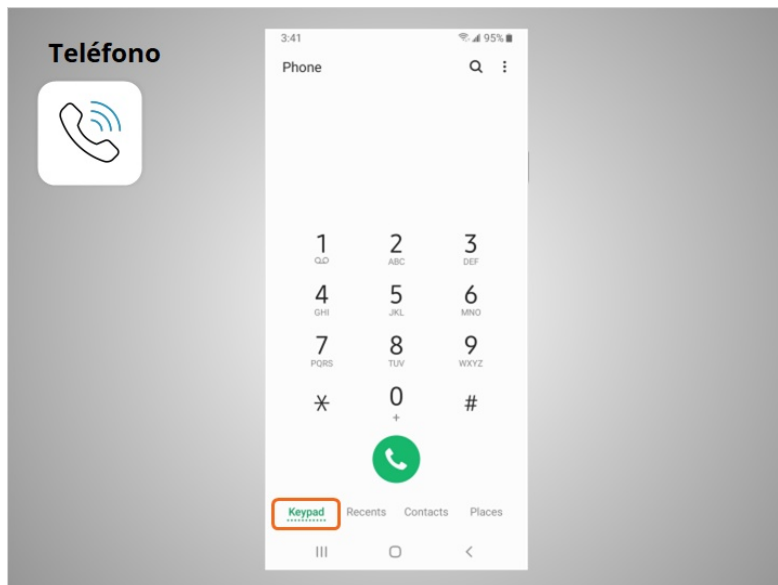 Teléfono
3:41 95%
Phone
1 2 3
ABC DEF
4 5 6
GHI JKL MNO
7 8 9
PQRS TUV WXYZ
* 0 #
+
Keypad Recents Contacts Places